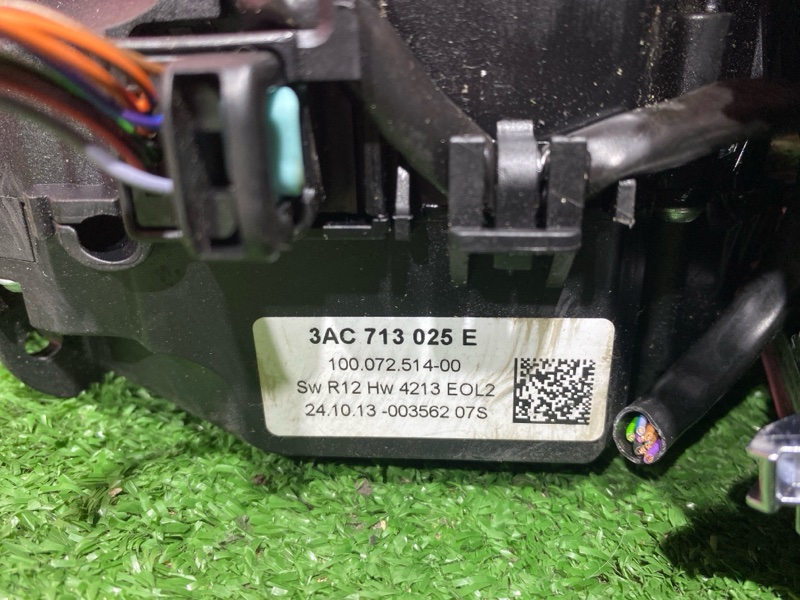 3AC 713 025 E
100.072.514-00
Sw R12 Hw 4213 EOL2
24.10.13 -003562 07S